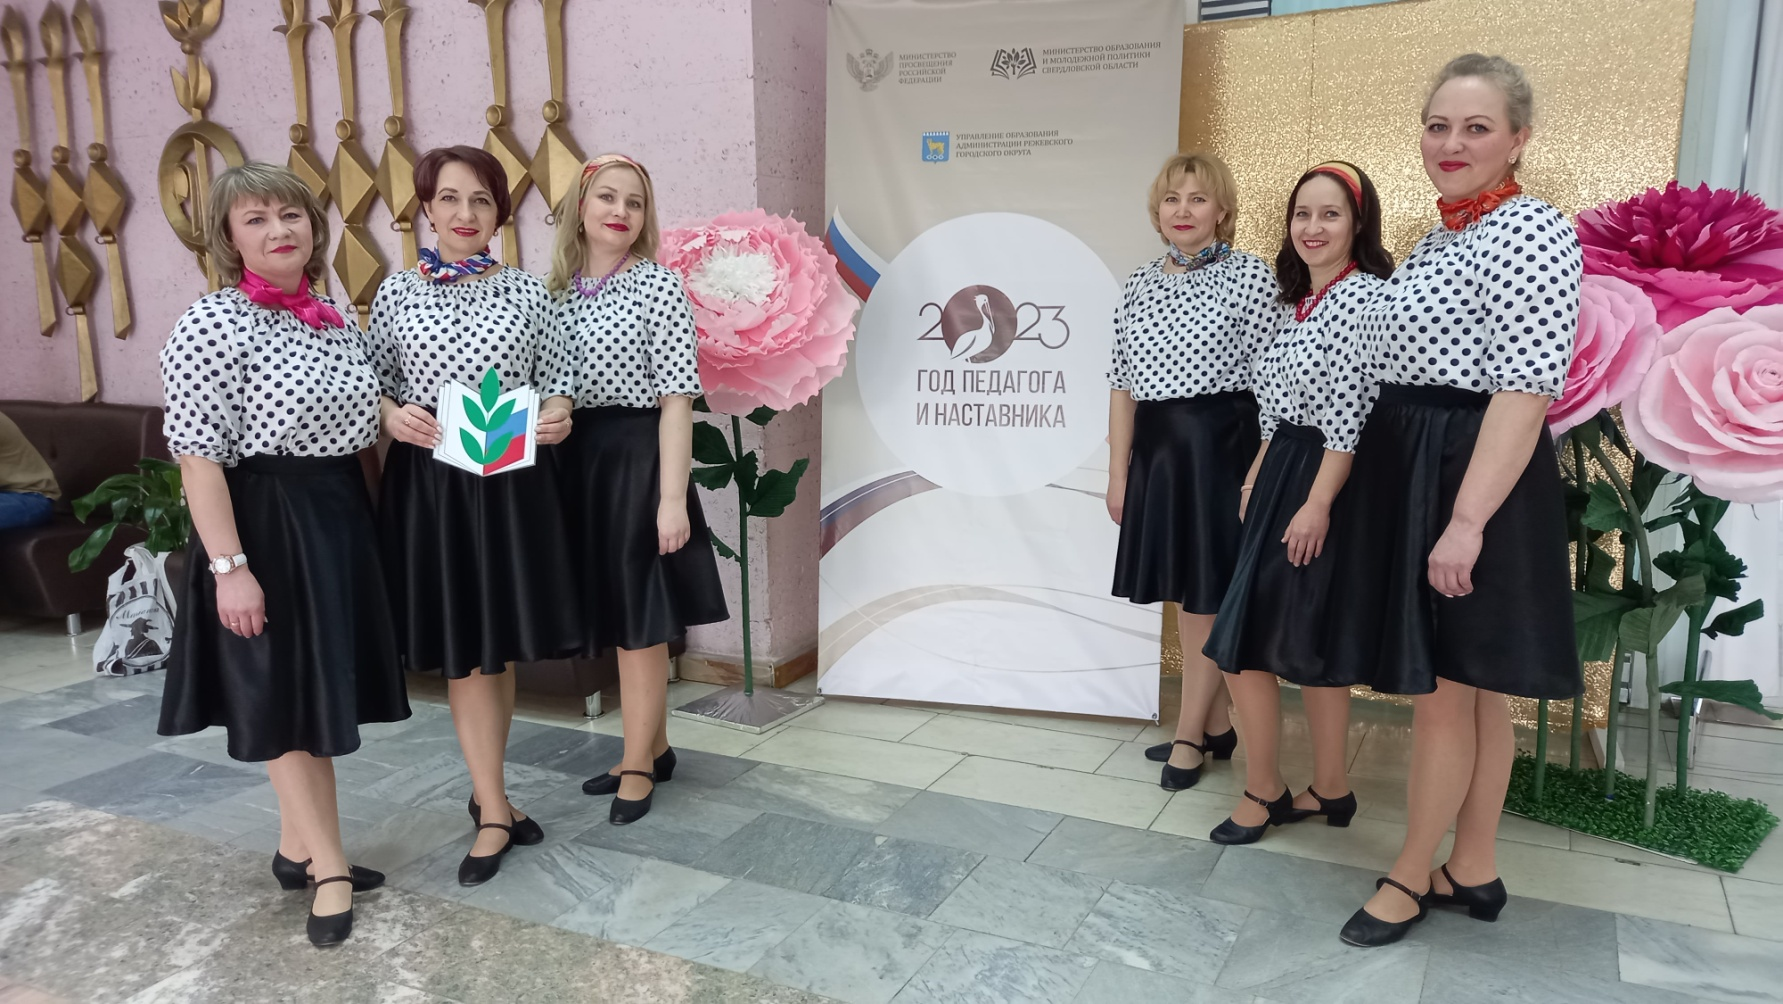 МИНИСТЕРСТВО
ПРОСВЕЩЕНИЯ
РОССИЙСКОЙ
ФЕДЕРАЦИИ
МИНИСТЕРСТВО ОБРАЗОВАНИЯ
И МОЛОДЕЖНОЙ ПОЛИТИКИ
СВЕРДЛОВСКОЙ ОБЛАСТИ
УПРАВЛЕНИЕ ОБРАЗОВАНИЯ
АДМИНИСТРАЦИИ РЕЖЕВСКОГО
ГОРОДСКОГО ОКРУГА
2023
ГОД ПЕДАГОГА
И НАСТАВНИКА